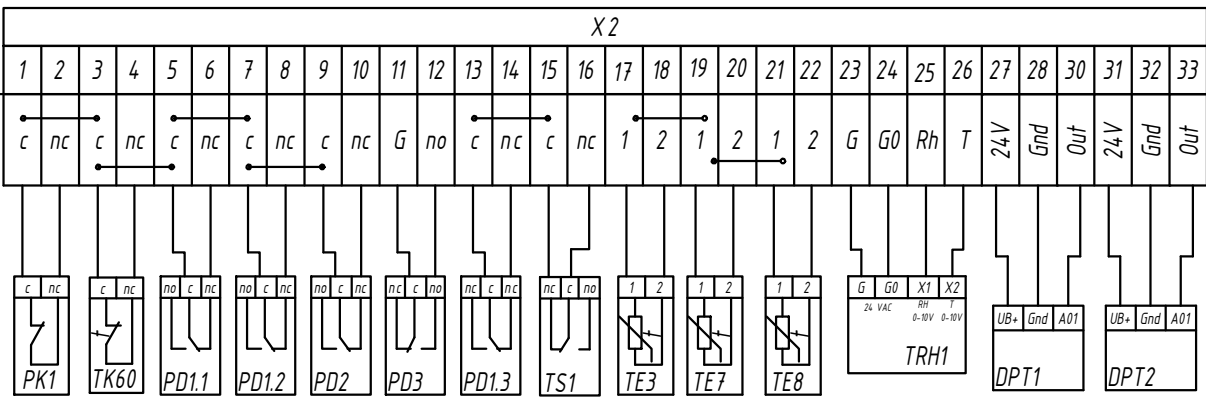 X2
1 2 3 4 5 6 7 8 9 10 11 12 13 14 15 16 17 18 19 20 21 22 23 24 25 26 27 28 30 31 32 33
c nc c nc c nc c nc c nc G no c nc c nc 1 2 1 2 1 2 G G0 Rh T 24V Gnd Out 24V Gnd Out
c nc c nc no c nc no c nc no c nc nc c no no c nc nc c no 1 2 1 2 1 2 G G0 X1 X2
24 VAC RH T
0-10V 0-10V
UB+ Gnd A01 UB+ Gnd A01
TRH1
PK1 TK60 PD1.1 PD1.2 PD2 PD3 PD1.3 TS1 TE3 TE7 TE8 DPT1 DPT2